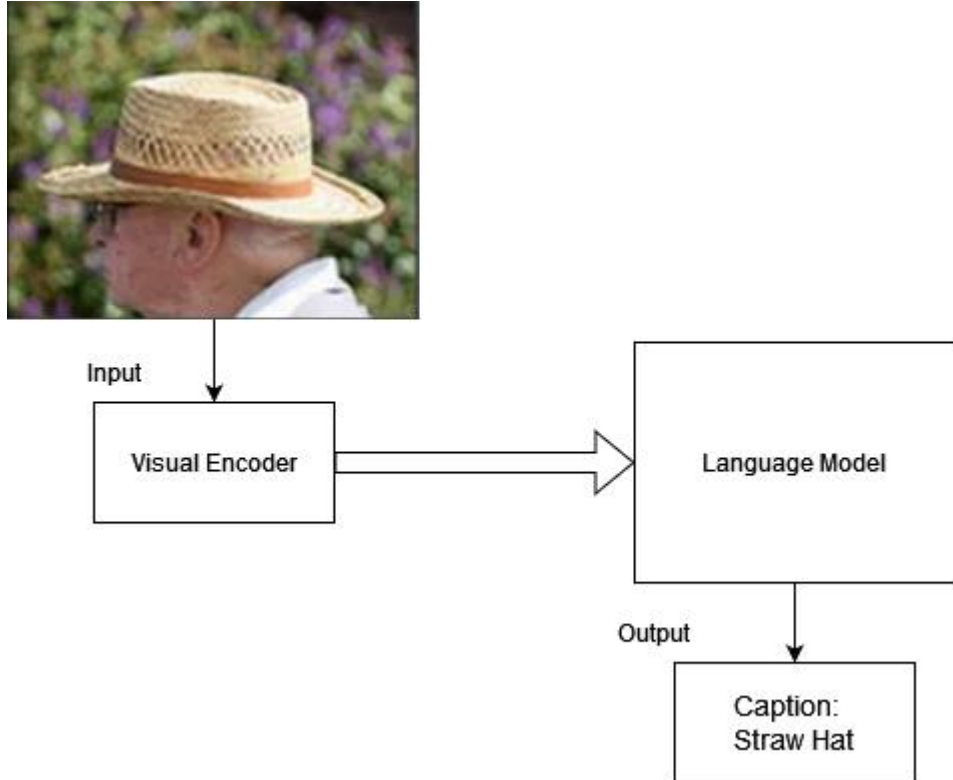 Input
Visual Encoder
Language Model
Output
Caption:
Straw Hat